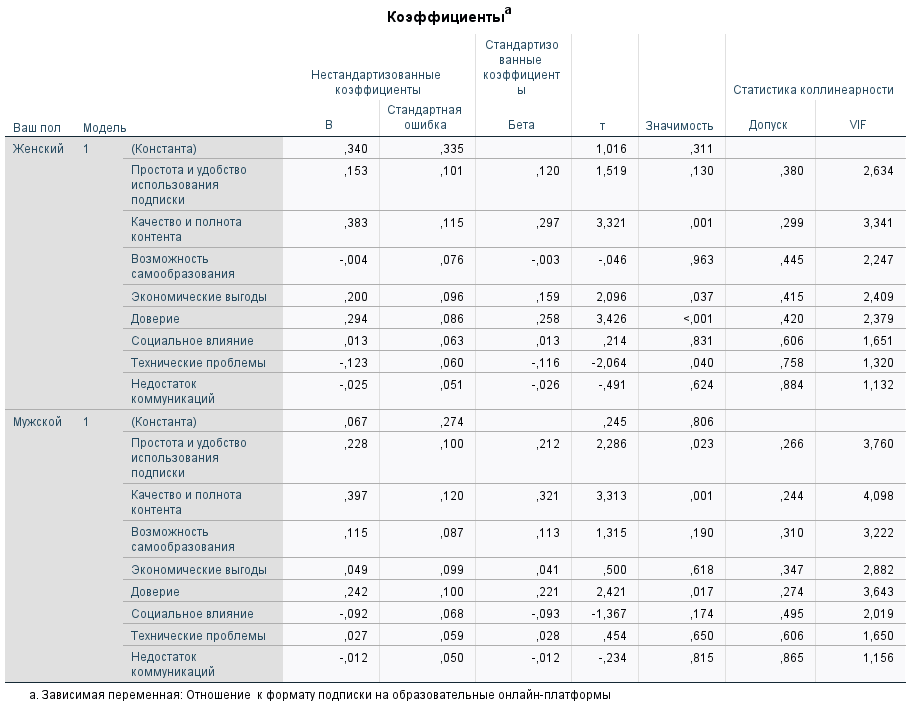 Коэффициентыᵃ
Нестандартизованные коэффициенты
Стандартизо
ванные
коэффициент
ы
Статистика коллинеарности
Ваш пол Модель B Стандартная ошибка Бета т Значимость Допуск VIF
Женский 1 (Константа) ,340 ,335 1,016 ,311
Простота и удобство использования подписки ,153 ,101 ,120 1,519 ,130 ,380 2,634
Качество и полнота контента ,383 ,115 ,297 3,321 ,001 ,299 3,341
Возможность самообразования -,004 ,076 -,003 -,046 ,963 ,445 2,247
Экономические выгоды ,200 ,096 ,159 2,096 ,037 ,415 2,409
Доверие ,294 ,086 ,258 3,426 <,001 ,420 2,379
Социальное влияние ,013 ,063 ,013 ,214 ,831 ,606 1,651
Технические проблемы -,123 ,060 -,116 -2,064 ,040 ,758 1,320
Недостаток коммуникаций -,025 ,051 -,026 -,491 ,624 ,884 1,132
Мужской 1 (Константа) ,067 ,274 ,245 ,806
Простота и удобство использования подписки ,228 ,100 ,212 2,286 ,023 ,266 3,760
Качество и полнота контента ,397 ,120 ,321 3,313 ,001 ,244 4,098
Возможность самообразования ,115 ,087 ,113 1,315 ,190 ,310 3,222
Экономические выгоды ,049 ,099 ,041 ,500 ,618 ,347 2,882
Доверие ,242 ,100 ,221 2,421 ,017 ,274 3,643
Социальное влияние -,092 ,068 -,093 -1,367 ,174 ,495 2,019
Технические проблемы ,027 ,059 ,028 ,454 ,650 ,606 1,650
Недостаток коммуникаций -,012 ,050 -,012 -,234 ,815 ,865 1,156
a. Зависимая переменная: Отношение к формату подписки на образовательные онлайн-платформы